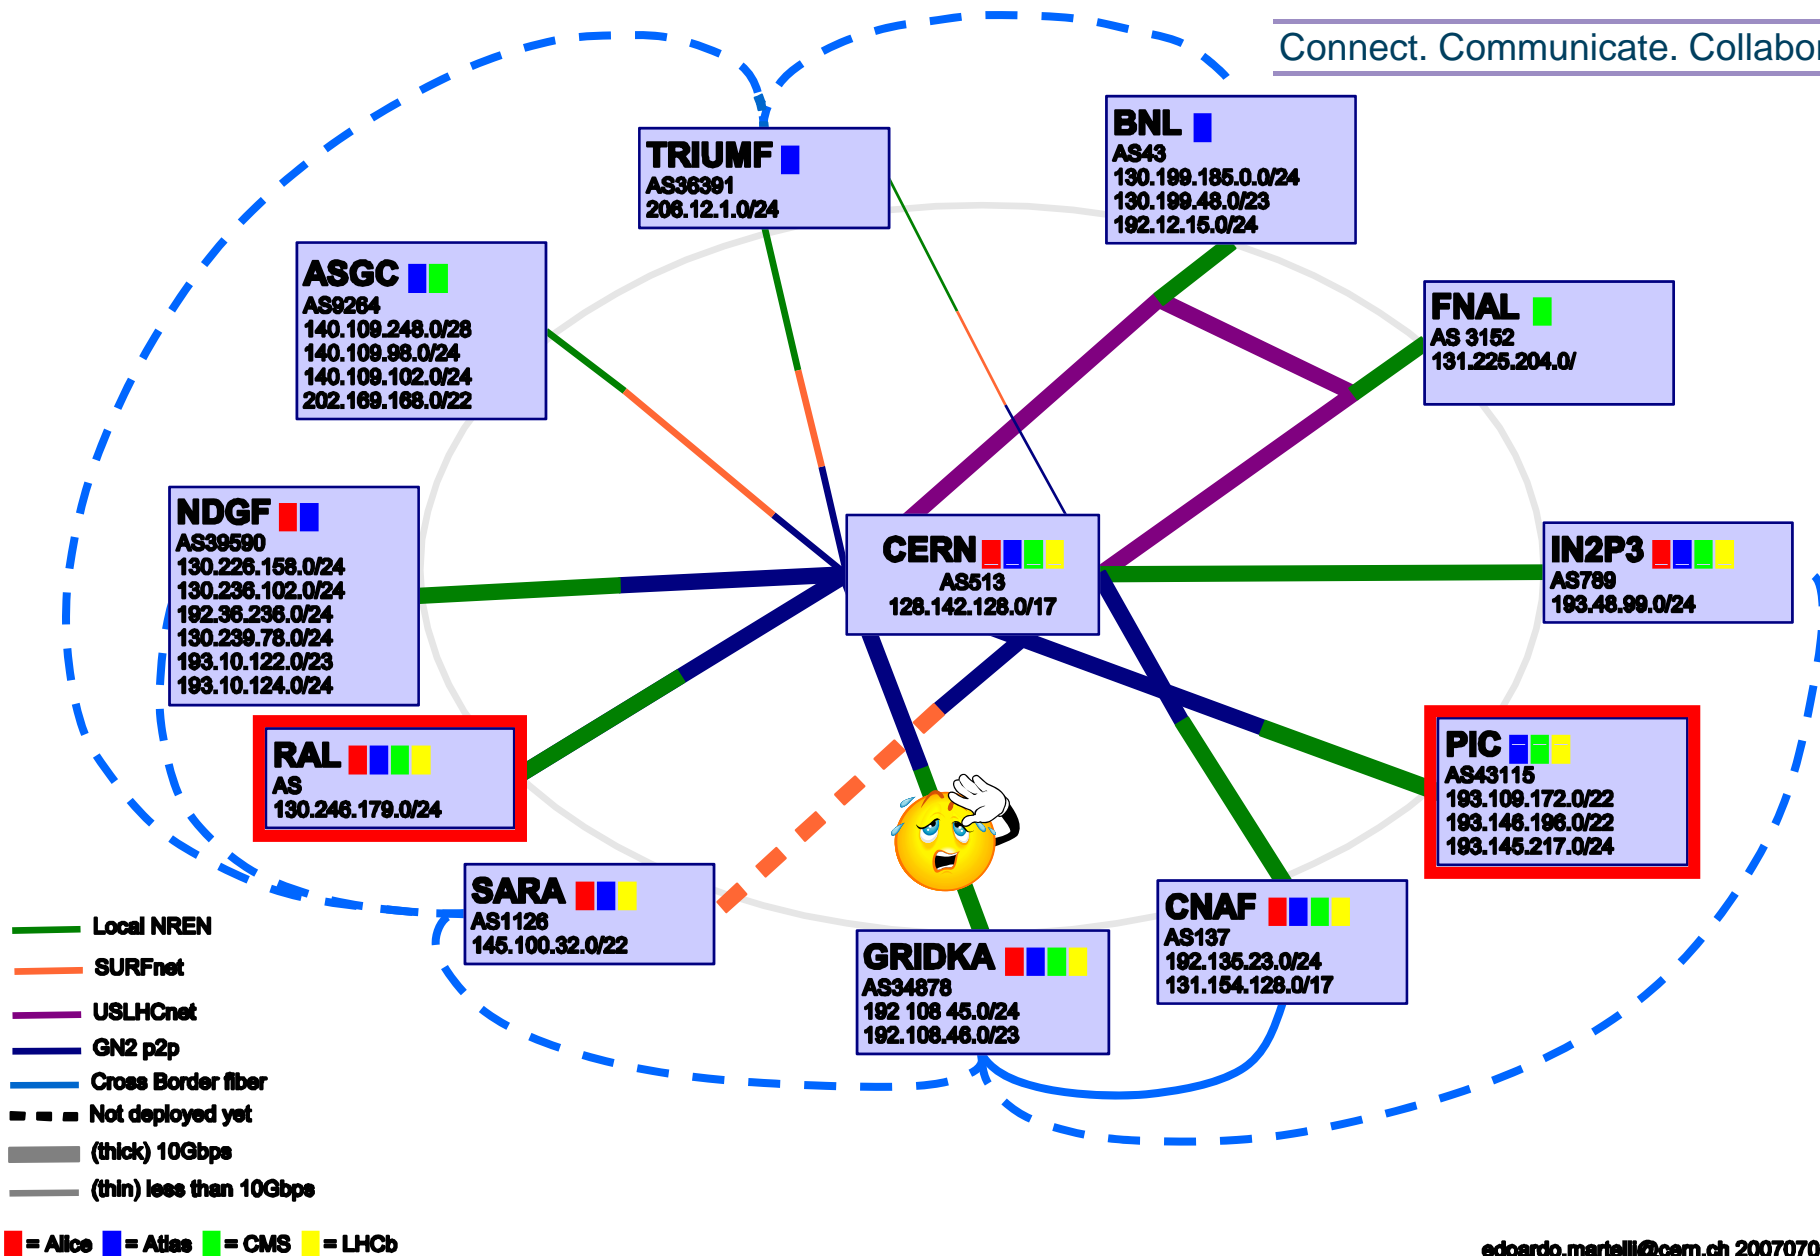 Connect. Communicate. Collabor
BNL
AS43
130.199.185.0.0/24
130.199.48.0/23
192.12.15.0/24
TRIUMF
AS36391
206.12.1.0/24
ASGC
AS9264
140.109.248.0/28
140.109.98.0/24
140.109.102.0/24
202.169.168.0/22
FNAL
AS 3152
131.225.204.0/
NDGF
AS39590
130.226.158.0/24
130.236.102.0/24
192.36.236.0/24
130.239.78.0/24
193.10.122.0/23
193.10.124.0/24
CERN
AS513
128.142.128.0/17
IN2P3
AS789
193.48.99.0/24
RAL
AS
130.246.179.0/24
PIC
AS43115
193.109.172.0/22
193.146.196.0/22
193.145.217.0/24
SARA
AS1126
145.100.32.0/22
CNAF
AS137
192.135.23.0/24
131.154.128.0/17
GRIDKA
AS34878
192 108 45.0/24
192.108.46.0/23
Local NREN
SURFnet
USLHCnet
GN2 p2p
Cross Border fiber
Not deployed yet
(thick) 10Gbps
(thin) less than 10Gbps
= Alice = Atlas = CMS = LHCb
edoardo.martelli@cern.ch 2007070